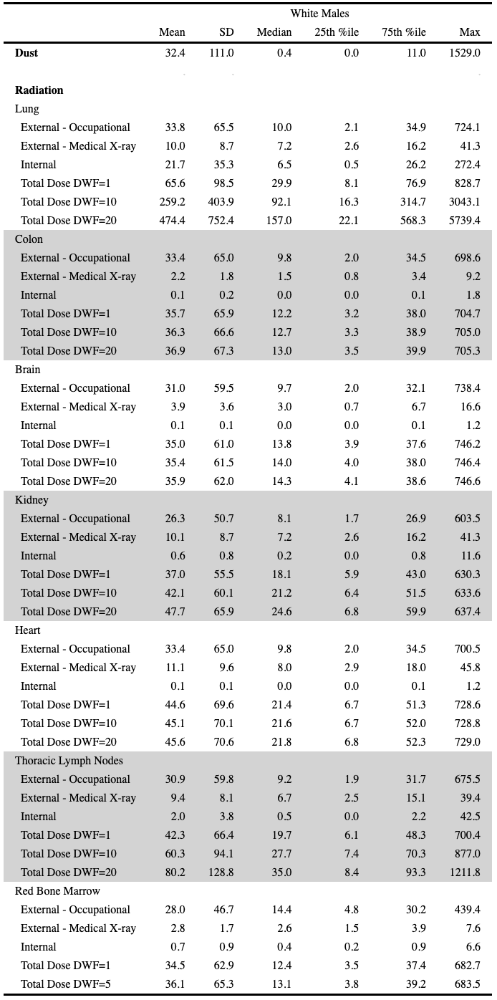 White Males
Mean SD Median 25th %ile 75th %ile Max
Dust 32.4 111.0 0.4 0.0 11.0 1529.0
Radiation
Lung
External - Occupational 33.8 65.5 10.0 2.1 34.9 724.1
External - Medical X-ray 10.0 8.7 7.2 2.6 16.2 41.3
Internal 21.7 35.3 6.5 0.5 26.2 272.4
Total Dose DWF=1 65.6 98.5 29.9 8.1 76.9 828.7
Total Dose DWF=10 259.2 403.9 92.1 16.3 314.7 3043.1
Total Dose DWF=20 474.4 752.4 157.0 22.1 568.3 5739.4
Colon
External - Occupational 33.4 65.0 9.8 2.0 34.5 698.6
External - Medical X-ray 2.2 1.8 1.5 0.8 3.4 9.2
Internal 0.1 0.2 0.0 0.0 0.1 1.8
Total Dose DWF=1 35.7 65.9 12.2 3.2 38.0 704.7
Total Dose DWF=10 36.3 66.6 12.7 3.3 38.9 705.0
Total Dose DWF=20 36.9 67.3 13.0 3.5 39.9 705.3
Brain
External - Occupational 31.0 59.5 9.7 2.0 32.1 738.4
External - Medical X-ray 3.9 3.6 3.0 0.7 6.7 16.6
Internal 0.1 0.1 0.0 0.0 0.1 1.2
Total Dose DWF=1 35.0 61.0 13.8 3.9 37.6 746.2
Total Dose DWF=10 35.4 61.5 14.0 4.0 38.0 746.4
Total Dose DWF=20 35.9 62.0 14.3 4.1 38.6 746.6
Kidney
External - Occupational 26.3 50.7 8.1 1.7 26.9 603.5
External - Medical X-ray 10.1 8.7 7.2 2.6 16.2 41.3
Internal 0.6 0.8 0.2 0.0 0.8 11.6
Total Dose DWF=1 37.0 55.5 18.1 5.9 43.0 630.3
Total Dose DWF=10 42.1 60.1 21.2 6.4 51.5 633.6
Total Dose DWF=20 47.7 65.9 24.6 6.8 59.9 637.4
Heart
External - Occupational 33.4 65.0 9.8 2.0 34.5 700.5
External - Medical X-ray 11.1 9.6 8.0 2.9 18.0 45.8
Internal 0.1 0.1 0.0 0.0 0.1 1.2
Total Dose DWF=1 44.6 69.6 21.4 6.7 51.3 728.6
Total Dose DWF=10 45.1 70.1 21.6 6.7 52.0 728.8
Total Dose DWF=20 45.6 70.6 21.8 6.8 52.3 729.0
Thoracic Lymph Nodes
External - Occupational 30.9 59.8 9.2 1.9 31.7 675.5
External - Medical X-ray 9.4 8.1 6.7 2.5 15.1 39.4
Internal 2.0 3.8 0.5 0.0 2.2 42.5
Total Dose DWF=1 42.3 66.4 19.7 6.1 48.3 700.4
Total Dose DWF=10 60.3 94.1 27.7 7.4 70.3 877.0
Total Dose DWF=20 80.2 128.8 35.0 8.4 93.3 1211.8
Red Bone Marrow
External - Occupational 28.0 46.7 14.4 4.8 30.2 439.4
External - Medical X-ray 2.8 1.7 2.6 1.5 3.9 7.6
Internal 0.7 0.9 0.4 0.2 0.9 6.6
Total Dose DWF=1 34.5 62.9 12.4 3.5 37.4 682.7
Total Dose DWF=5 36.1 65.3 13.1 3.8 39.2 683.5